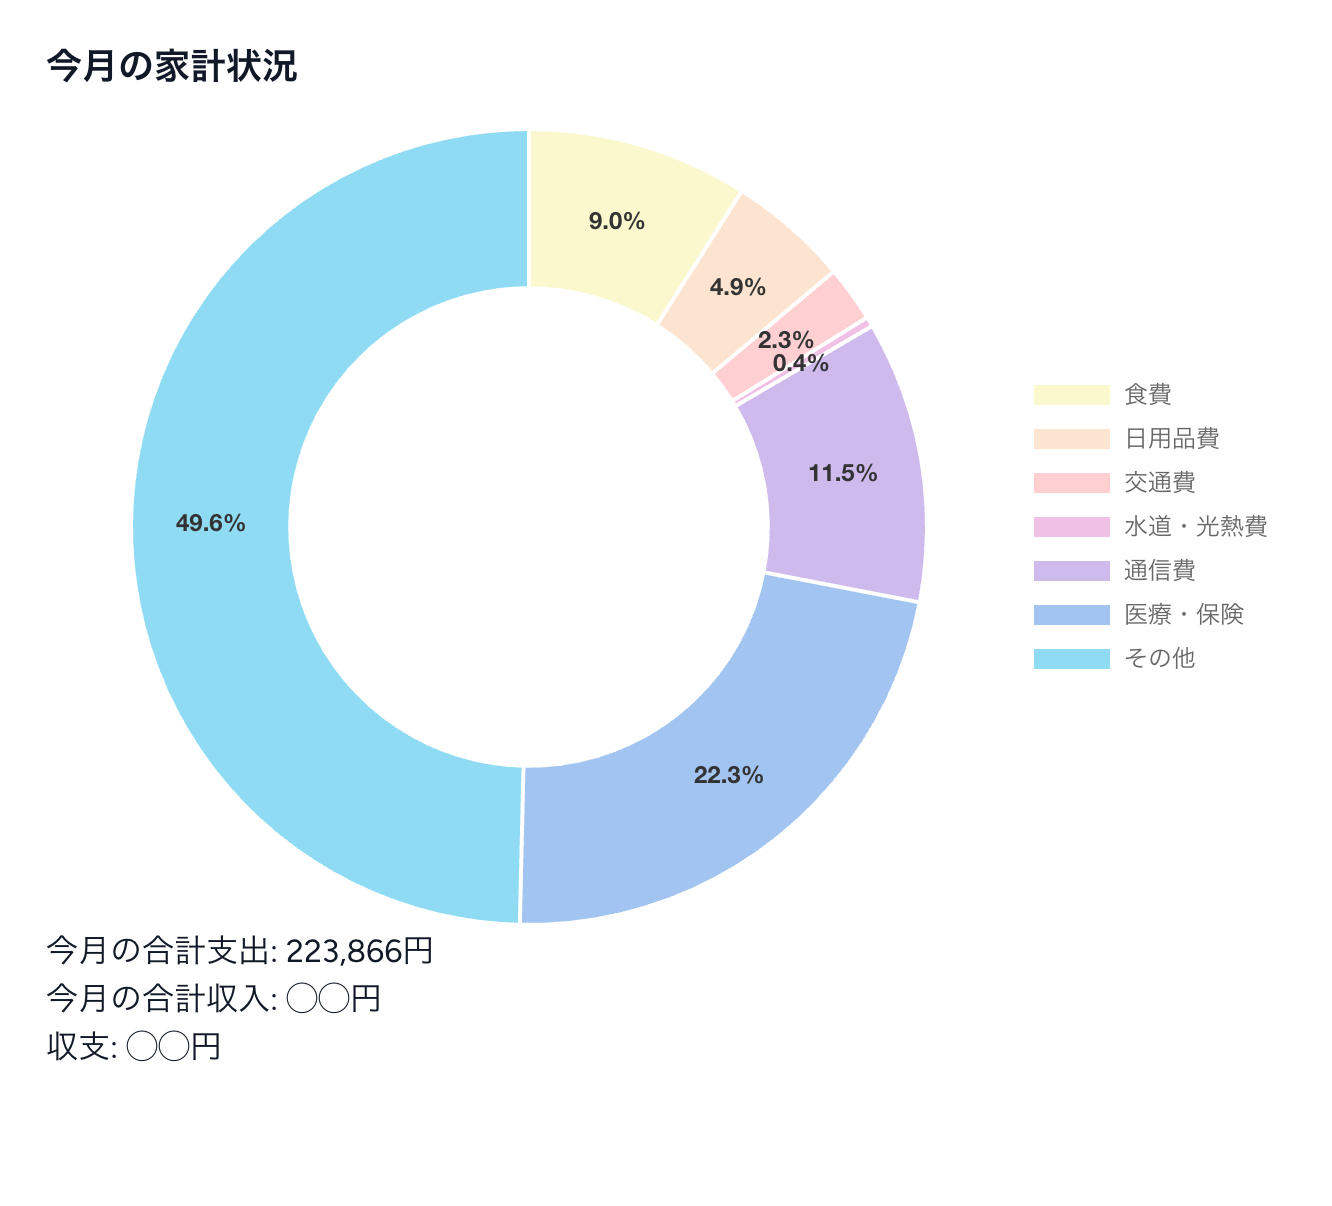 今月の家計状況
9.0%
4.9%
2.3%
0.4%
11.5%
22.3%
49.6%
食費
日用品費
交通費
水道・光熱費
通信費
医療・保険
その他
今月の合計支出: 223,866円
今月の合計収入: ◯◯円
収支: ◯◯円